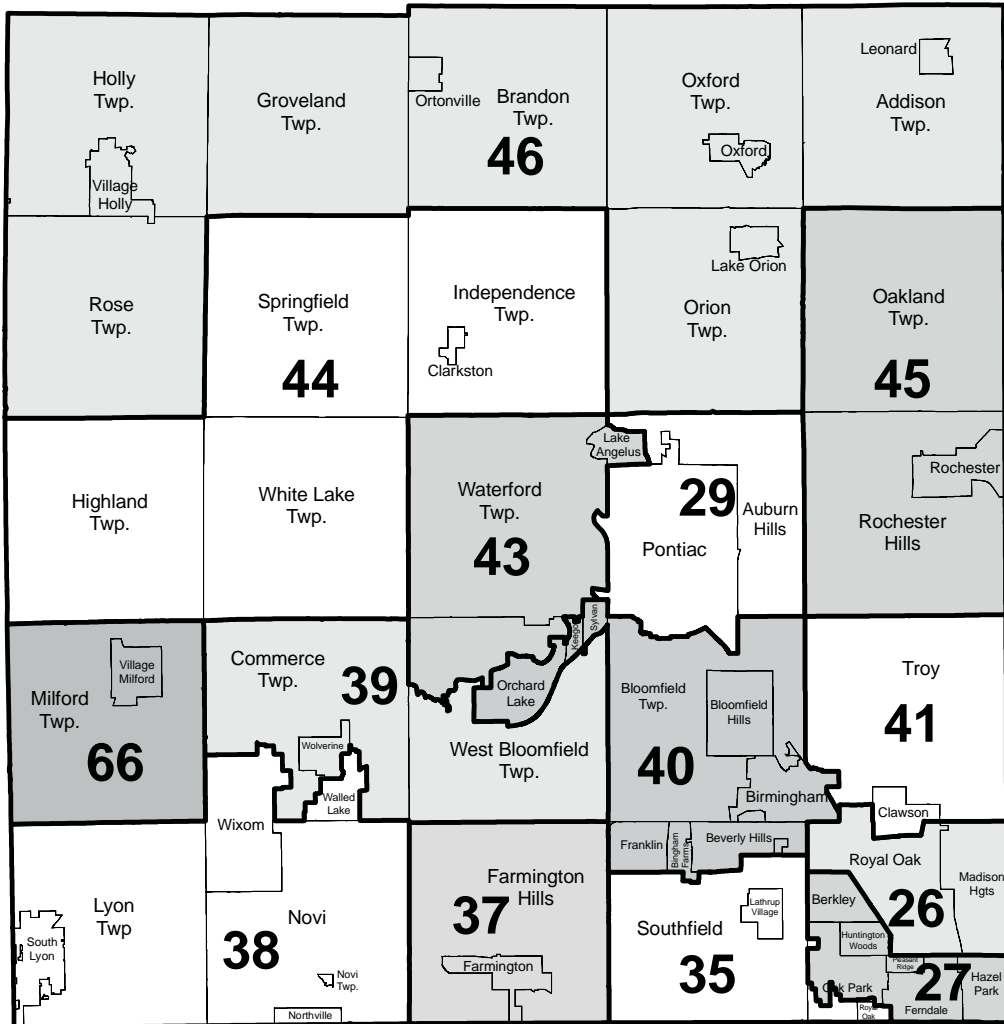 Holly
Twp.
Village
Holly
Groveland
Twp.
Ortonville
Brandon
Twp.
46
Oxford
Twp.
Oxford
Leonard
Addison
Twp.
Rose
Twp.
Springfield
Twp.
44
Independence
Twp.
Clarkston
Lake Orion
Orion
Twp.
Oakland
Twp.
45
Highland
Twp.
White Lake
Twp.
Waterford
Twp.
43
Lake
Angelus
29
Pontiac
Auburn
Hills
Rochester
Rochester
Hills
Village
Milford
Milford
Twp.
66
Commerce
Twp.
39
Wolverine
Walled
Lake
Keego
Sylvan
Orchard
Lake
West Bloomfield
Twp.
Bloomfield
Twp.
Bloomfield
Hills
40
Birmingham
Troy
41
Clawson
Wixom
Franklin
Bingham
Farms
Beverly Hills
Royal Oak
Madison
Hgts
26
Lyon
Twp
South
Lyon
Novi
38
Novi
Twp.
Northville
Farmington
Hills
37
Farmington
Southfield
Lathrup
Village
35
Berkley
Huntington
Woods
Pleasant
Ridge
Oak Park
27
Hazel
Park
Ferndale
Royal
Oak